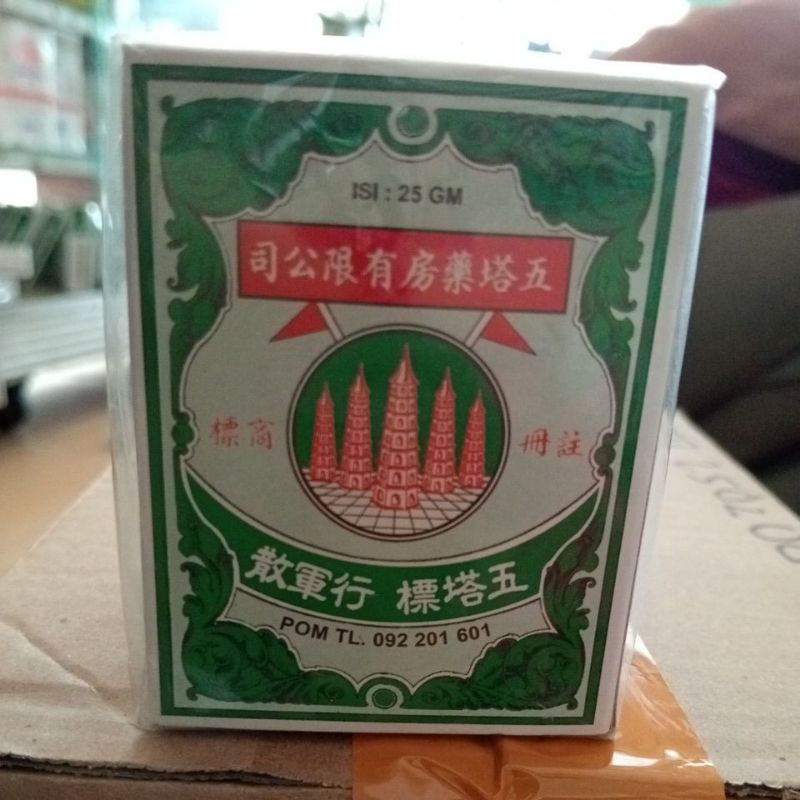 ISI : 25 GM
五塔藥房有限公司
註冊 商標
五塔標 行軍散
POM TL. 092 201 601